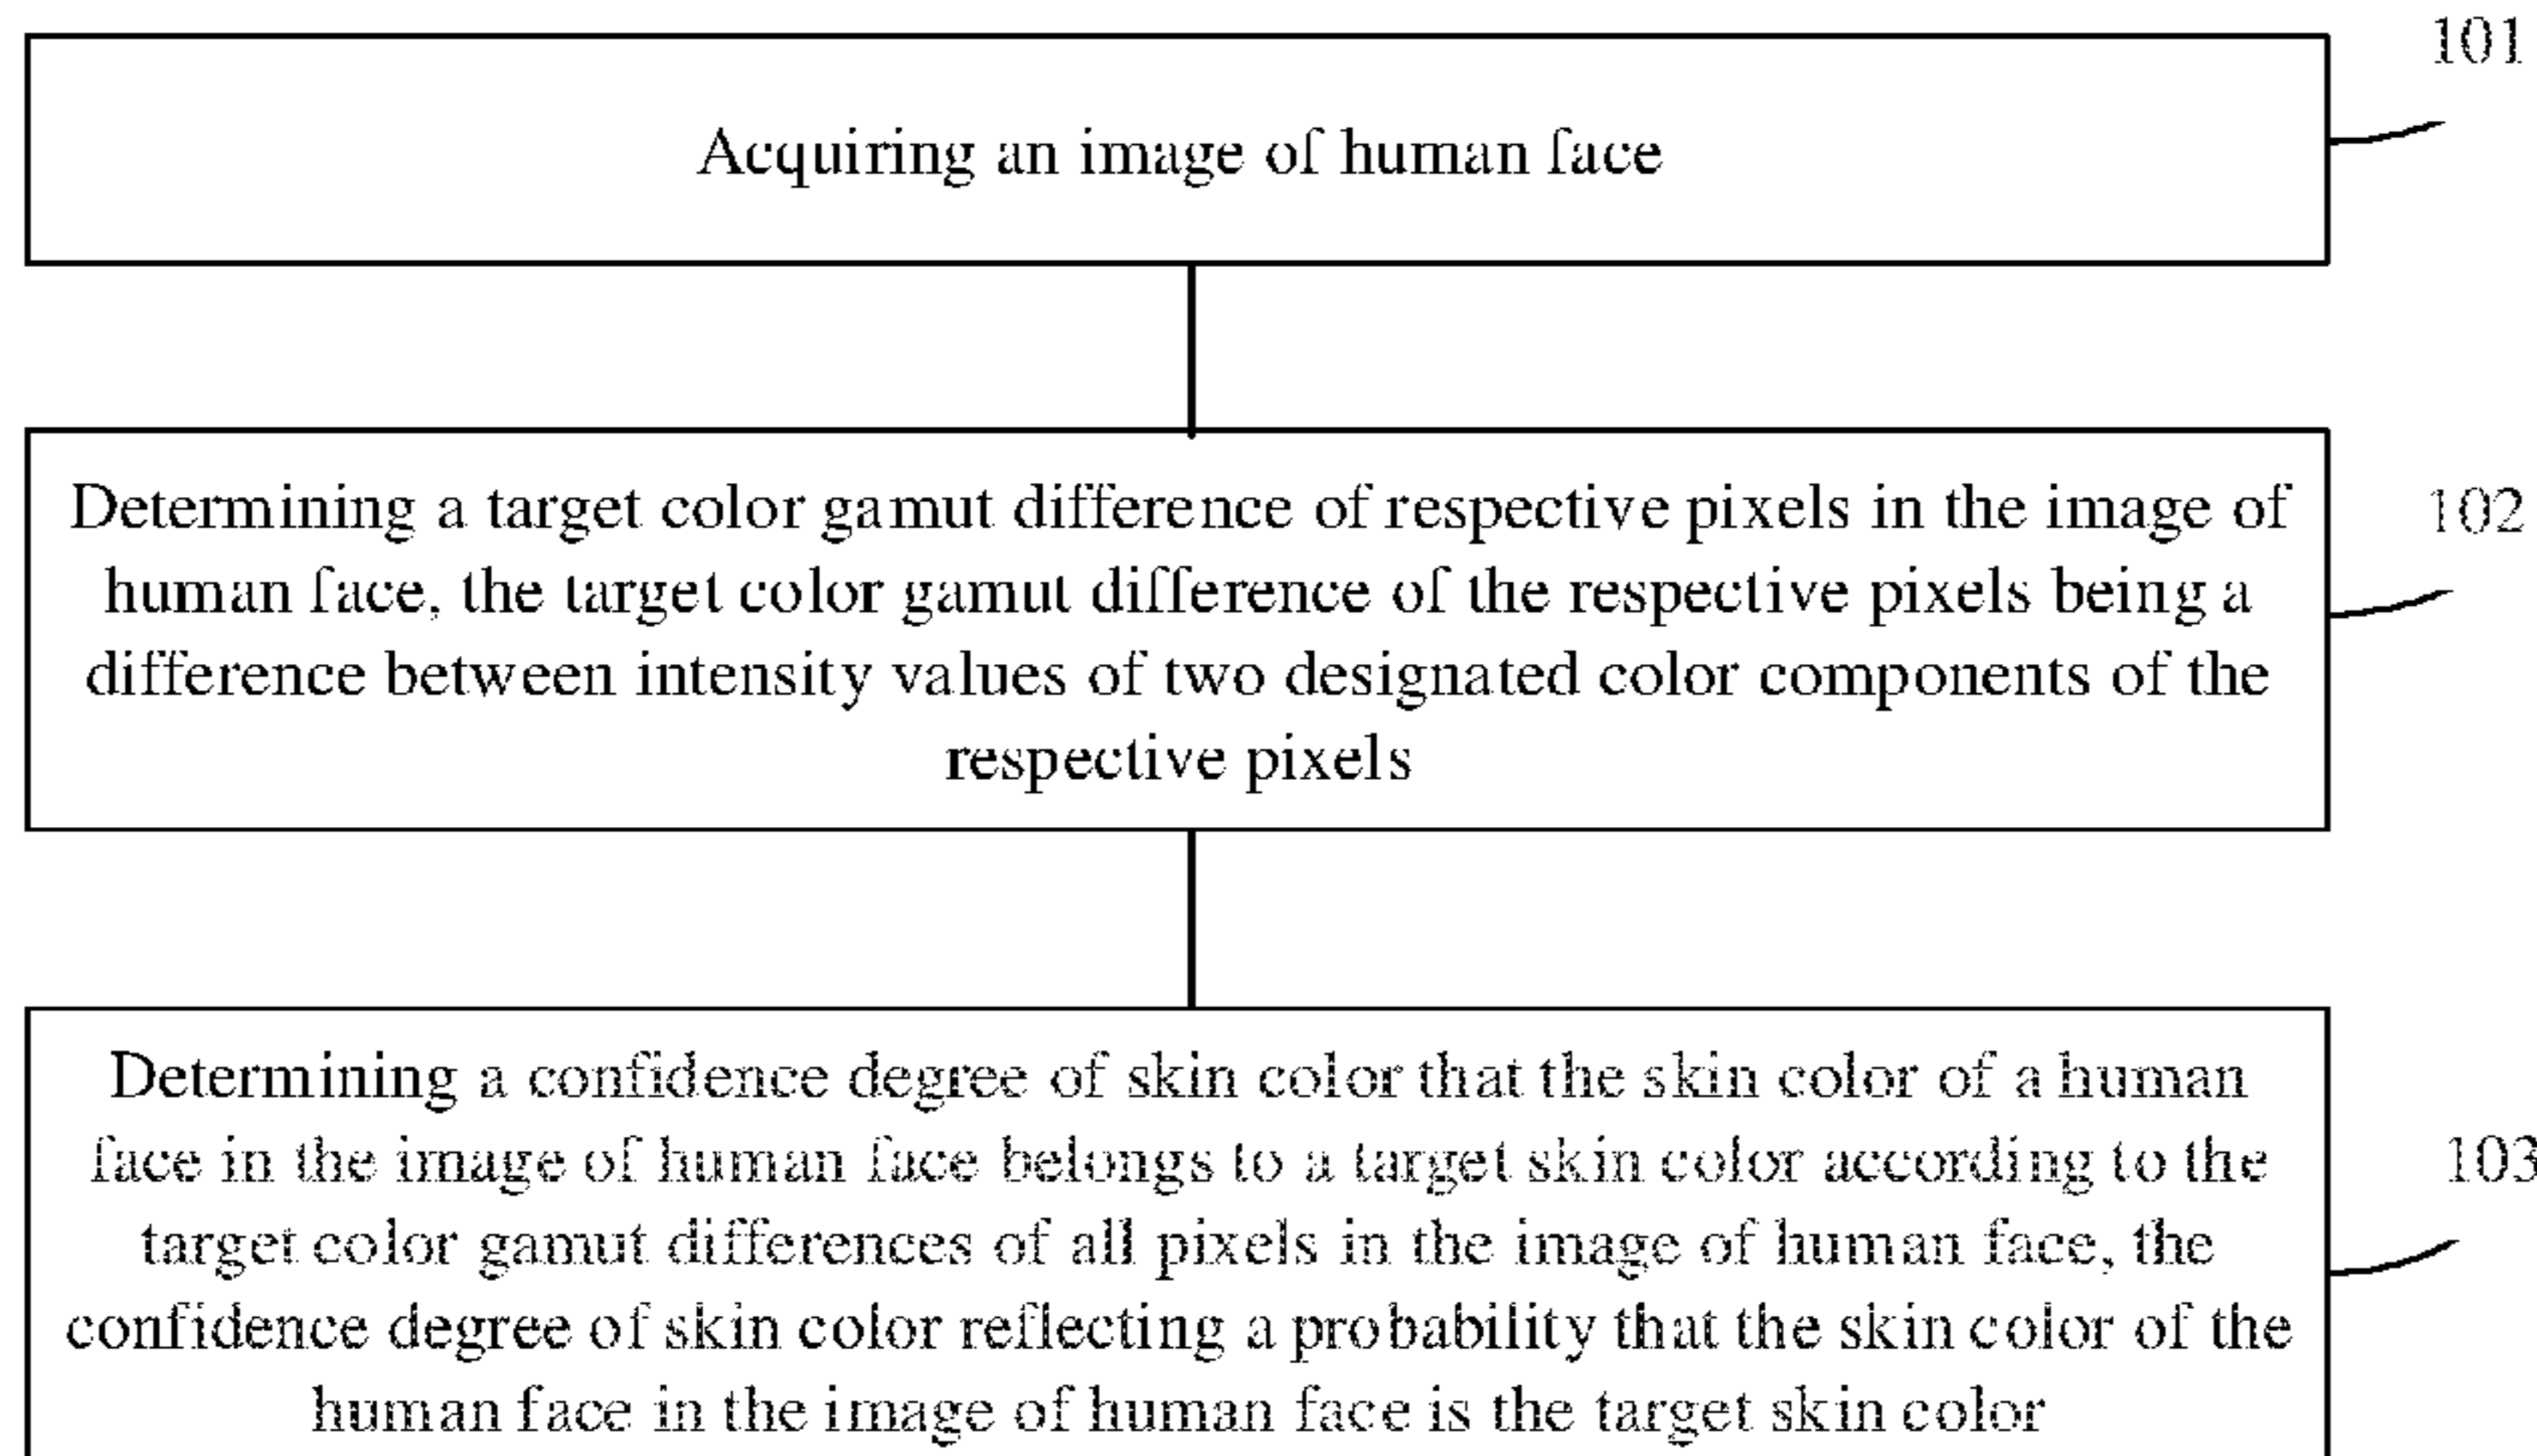 101
Acquiring an image of human face
Determining a target color gamut difference of respective pixels in the image of
102
human face, the target color gamut difference of the respective pixels being a
difference between intensity values of two designated color components of the
respective pixels
Determining a confidence degree of skin color that the skin color of a human
face in the image of human face belongs to a target skin color according to the
103
target color gamut differences of all pixels in the image of human face, the
confidence degree of skin color reflecting a probability that the skin color of the
human face in the image of human face is the target skin color